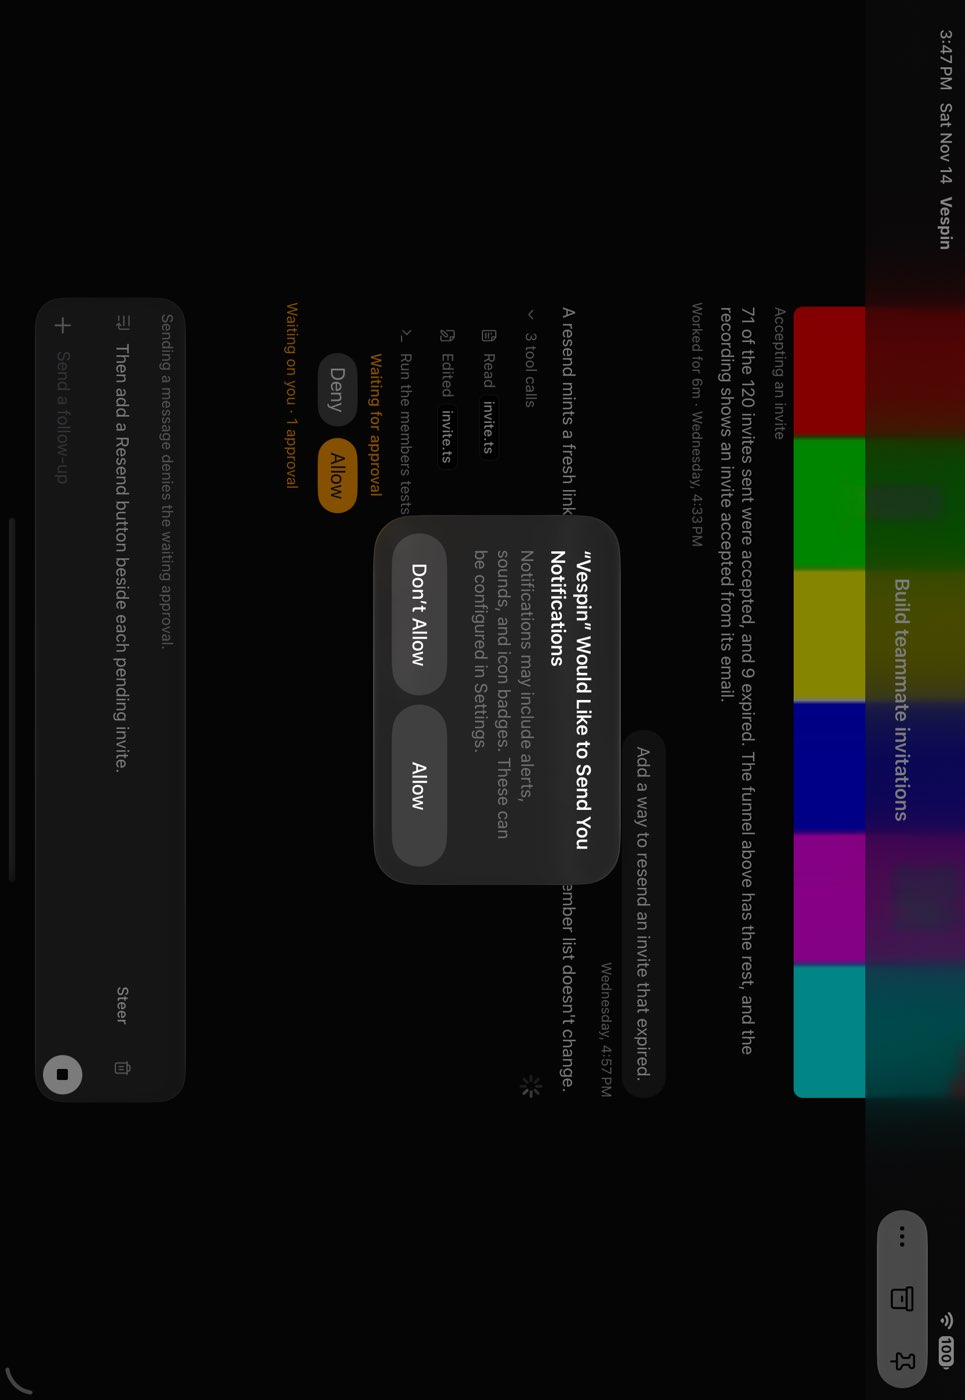 3:47 PM Sat Nov 14 Vespin
100
Build teammate invitations
Accepting an invite
71 of the 120 invites sent were accepted, and 9 expired. The funnel above has the rest, and the
recording shows an invite accepted from its email.
Worked for 6m · Wednesday, 4:33 PM
Add a way to resend an invite that expired.
Wednesday, 4:57 PM
A resend mints a fresh link
ember list doesn't change.
3 tool calls
Read invite.ts
Edited invite.ts
Run the members tests
Waiting for approval
Deny Allow
Waiting on you · 1 approval
“Vespin” Would Like to Send You
Notifications
Notifications may include alerts,
sounds, and icon badges. These can
be configured in Settings.
Don’t Allow Allow
Sending a message denies the waiting approval.
Then add a Resend button beside each pending invite. Steer
Send a follow-up